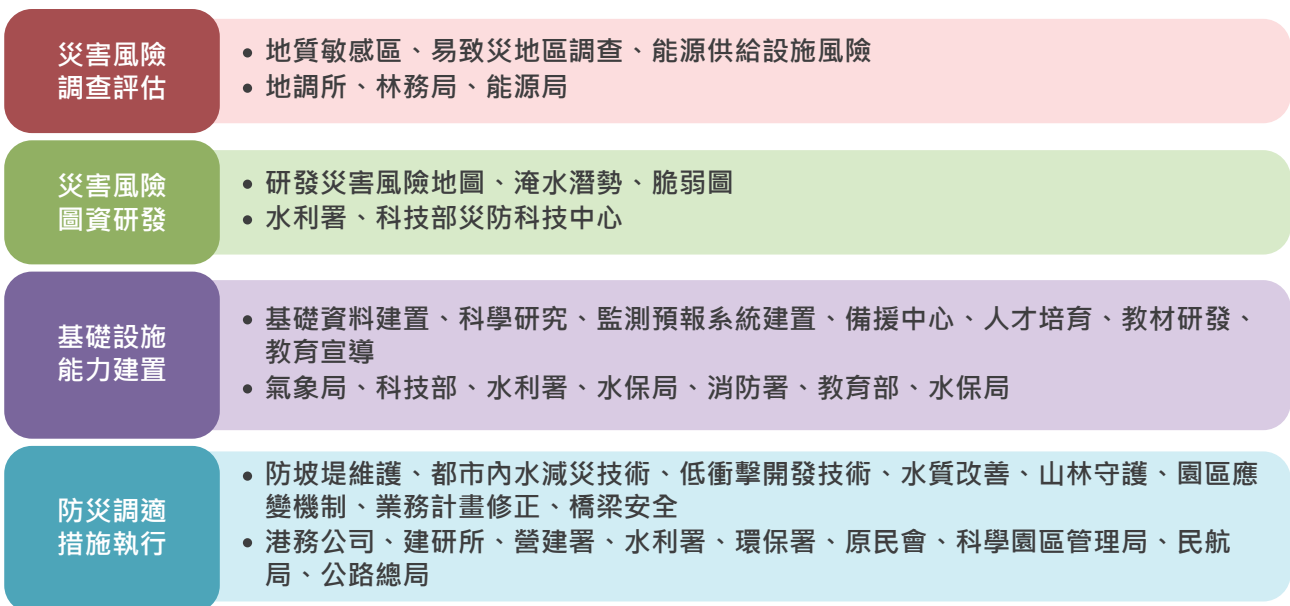 災害風險
調查評估
• 地質敏感區、易致災地區調查、能源供給設施風險
• 地調所、林務局、能源局
災害風險
圖資研發
• 研發災害風險地圖、淹水潛勢、脆弱圖
• 水利署、科技部災防科技中心
基礎設施
能力建置
• 基礎資料建置、科學研究、監測預報系統建置、備援中心、人才培育、教材研發、
教育宣導
• 氣象局、科技部、水利署、水保局、消防署、教育部、水保局
防災調適
措施執行
• 防坡堤維護、都市內水減災技術、低衝擊開發技術、水質改善、山林守護、園區應
變機制、業務計畫修正、橋梁安全
• 港務公司、建研所、營建署、水利署、環保署、原民會、科學園區管理局、民航
局、公路總局